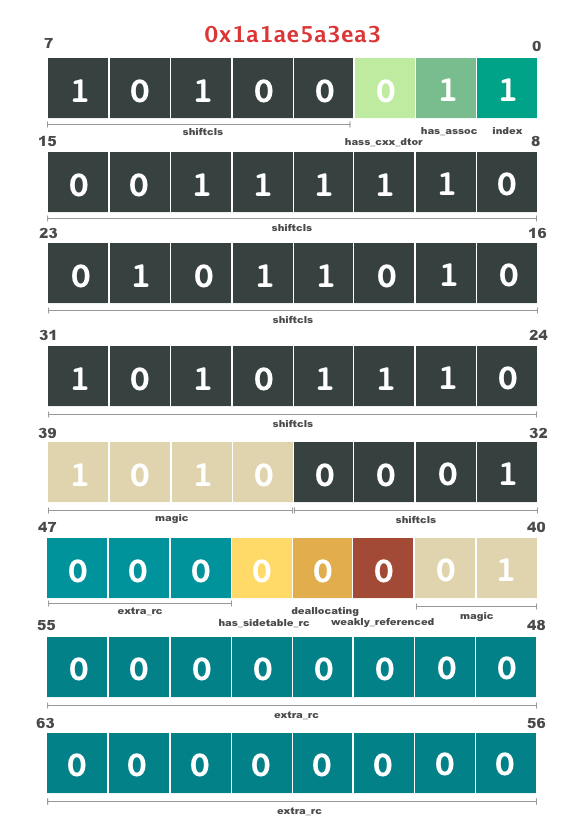 0x1a1ae5a3ea3
7 0
1 0 1 0 0 0 1 1
shiftcls has_assoc index
hass_cxx_dtor
15 8
0 0 1 1 1 1 1 0
shiftcls
23 16
0 1 0 1 1 0 1 0
shiftcls
31 24
1 0 1 0 1 1 1 0
shiftcls
39 32
1 0 1 0 0 0 0 1
magic shiftcls
47 40
0 0 0 0 0 0 0 1
extra_rc deallocating magic
has_sidetable_rc weakly_referenced
55 48
0 0 0 0 0 0 0 0
extra_rc
63 56
0 0 0 0 0 0 0 0
extra_rc